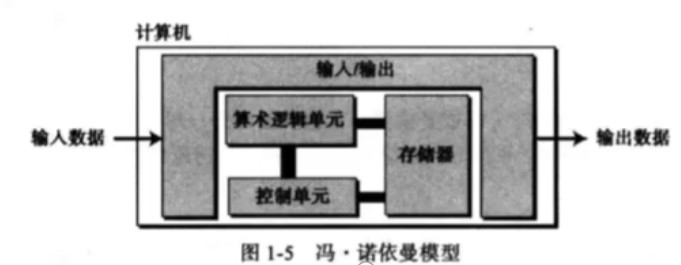 计算机
输入/输出
算术逻辑单元
输入数据
存储器
输出数据
控制单元
图 1-5 冯·诺依曼模型